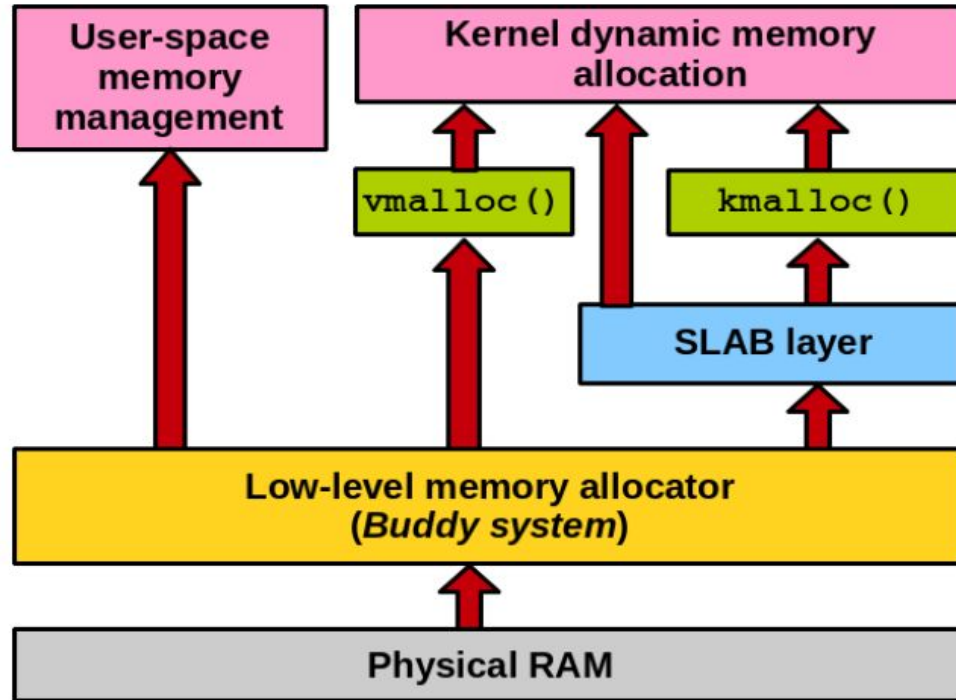 User-space
memory
management
Kernel dynamic memory
allocation
vmalloc()
kmalloc()
SLAB layer
Low-level memory allocator
(Buddy system)
Physical RAM